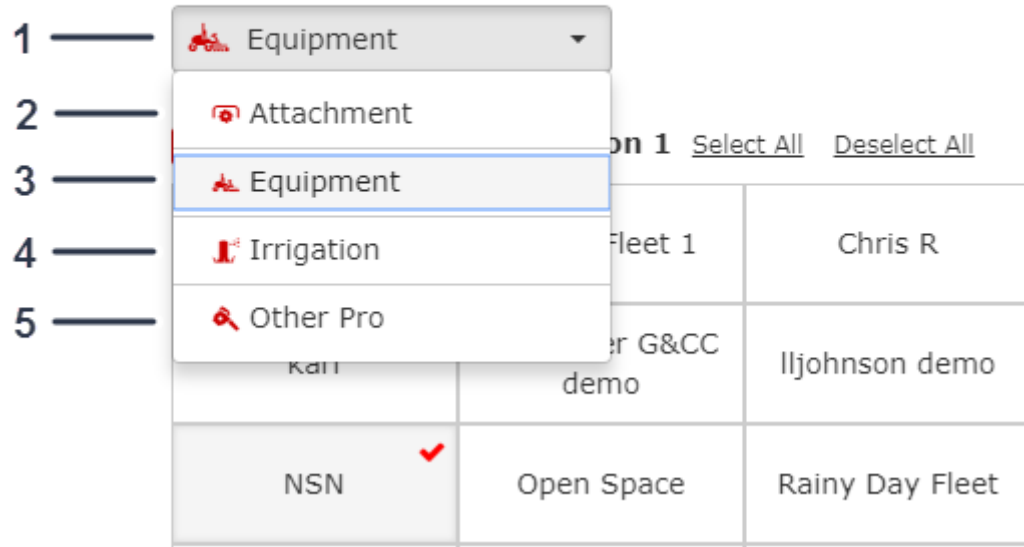 1 Equipment
2 Attachment
on 1 Select All Deselect All
3 Equipment
4 Irrigation
Fleet 1 Chris R
5 Other Pro
G&CC
demo
lljohnson demo
NSN Open Space Rainy Day Fleet